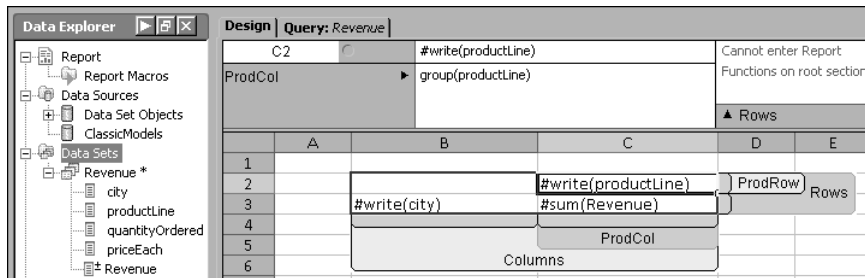 Data Explorer
Report
Report Macros
Data Sources
Data Set Objects
ClassicModels
Data Sets
Revenue *
city
productLine
quantityOrdered
priceEach
Revenue
Design Query: Revenue
C2 #write(productLine) Cannot enter Report
ProdCol group(productLine) Functions on root section
Rows
A B C D E
1
2 #write(productLine) ProdRow Rows
3 #write(city) #sum(Revenue)
4
5 ProdCol
6 Columns